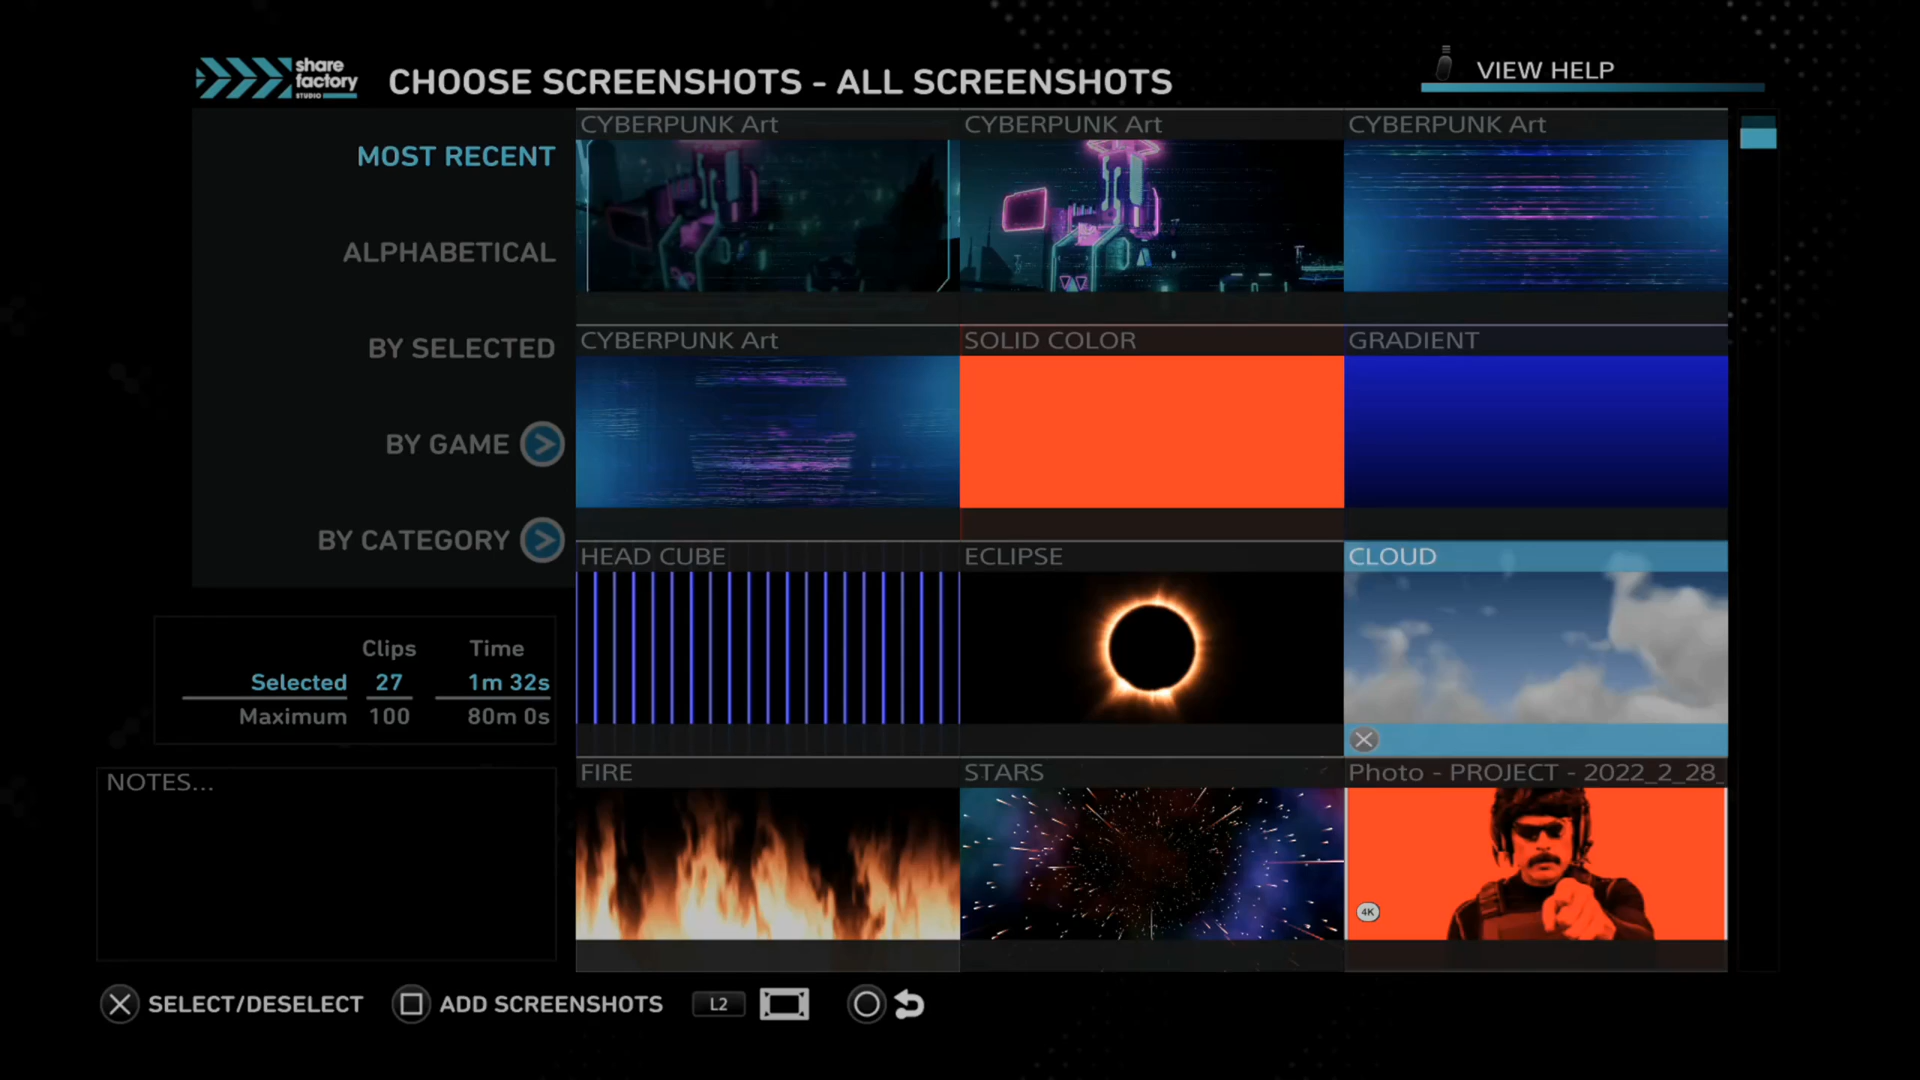 share
factory
STUDIO
CHOOSE SCREENSHOTS - ALL SCREENSHOTS
VIEW HELP
MOST RECENT
ALPHABETICAL
BY SELECTED
BY GAME
BY CATEGORY
CYBERPUNK Art
CYBERPUNK Art
CYBERPUNK Art
CYBERPUNK Art
SOLID COLOR
GRADIENT
HEAD CUBE
ECLIPSE
CLOUD
FIRE
STARS
Photo - PROJECT - 2022_2_28_
4K
Clips Time
Selected 27 1m 32s
Maximum 100 80m 0s
NOTES...
SELECT/DESELECT
ADD SCREENSHOTS
L2